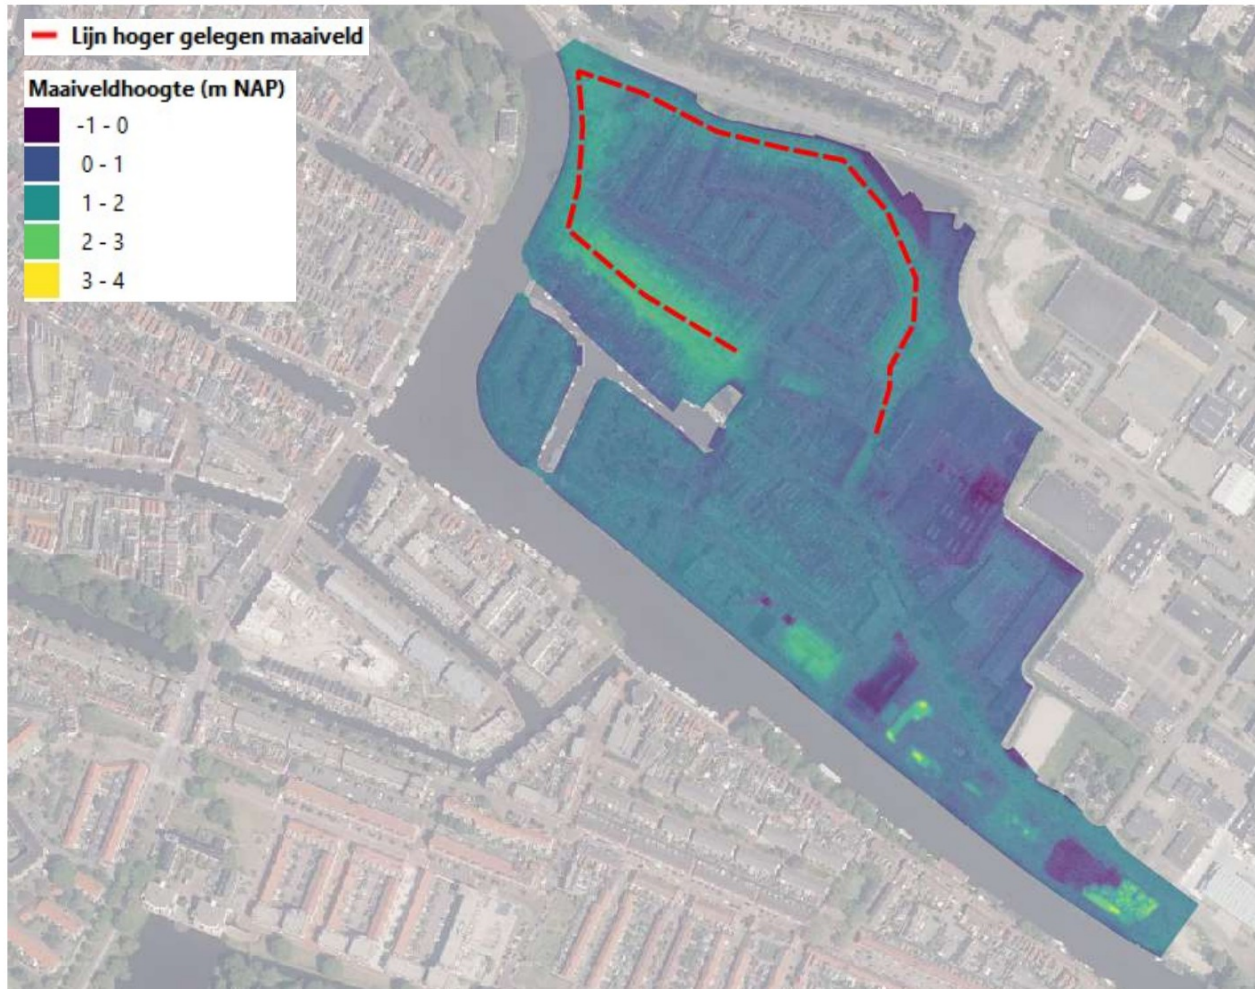 Lijn hoger gelegen maaiveld
Maaiveldhoogte (m NAP)
-1 - 0
0 - 1
1 - 2
2 - 3
3 - 4